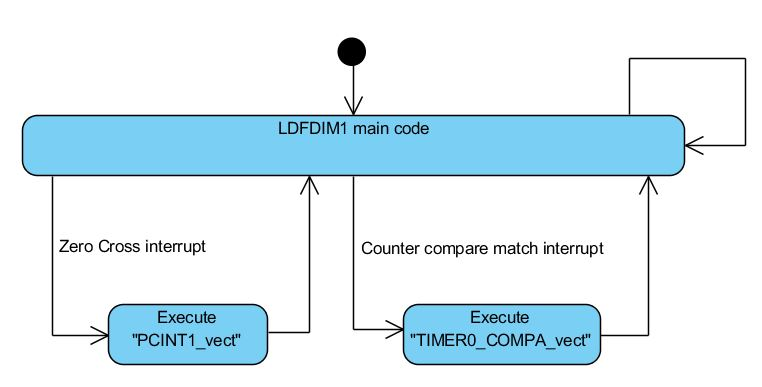 LDFDIM1 main code
Zero Cross interrupt
Counter compare match interrupt
Execute
"PCINT1_vect"
Execute
"TIMER0_COMPA_vect"